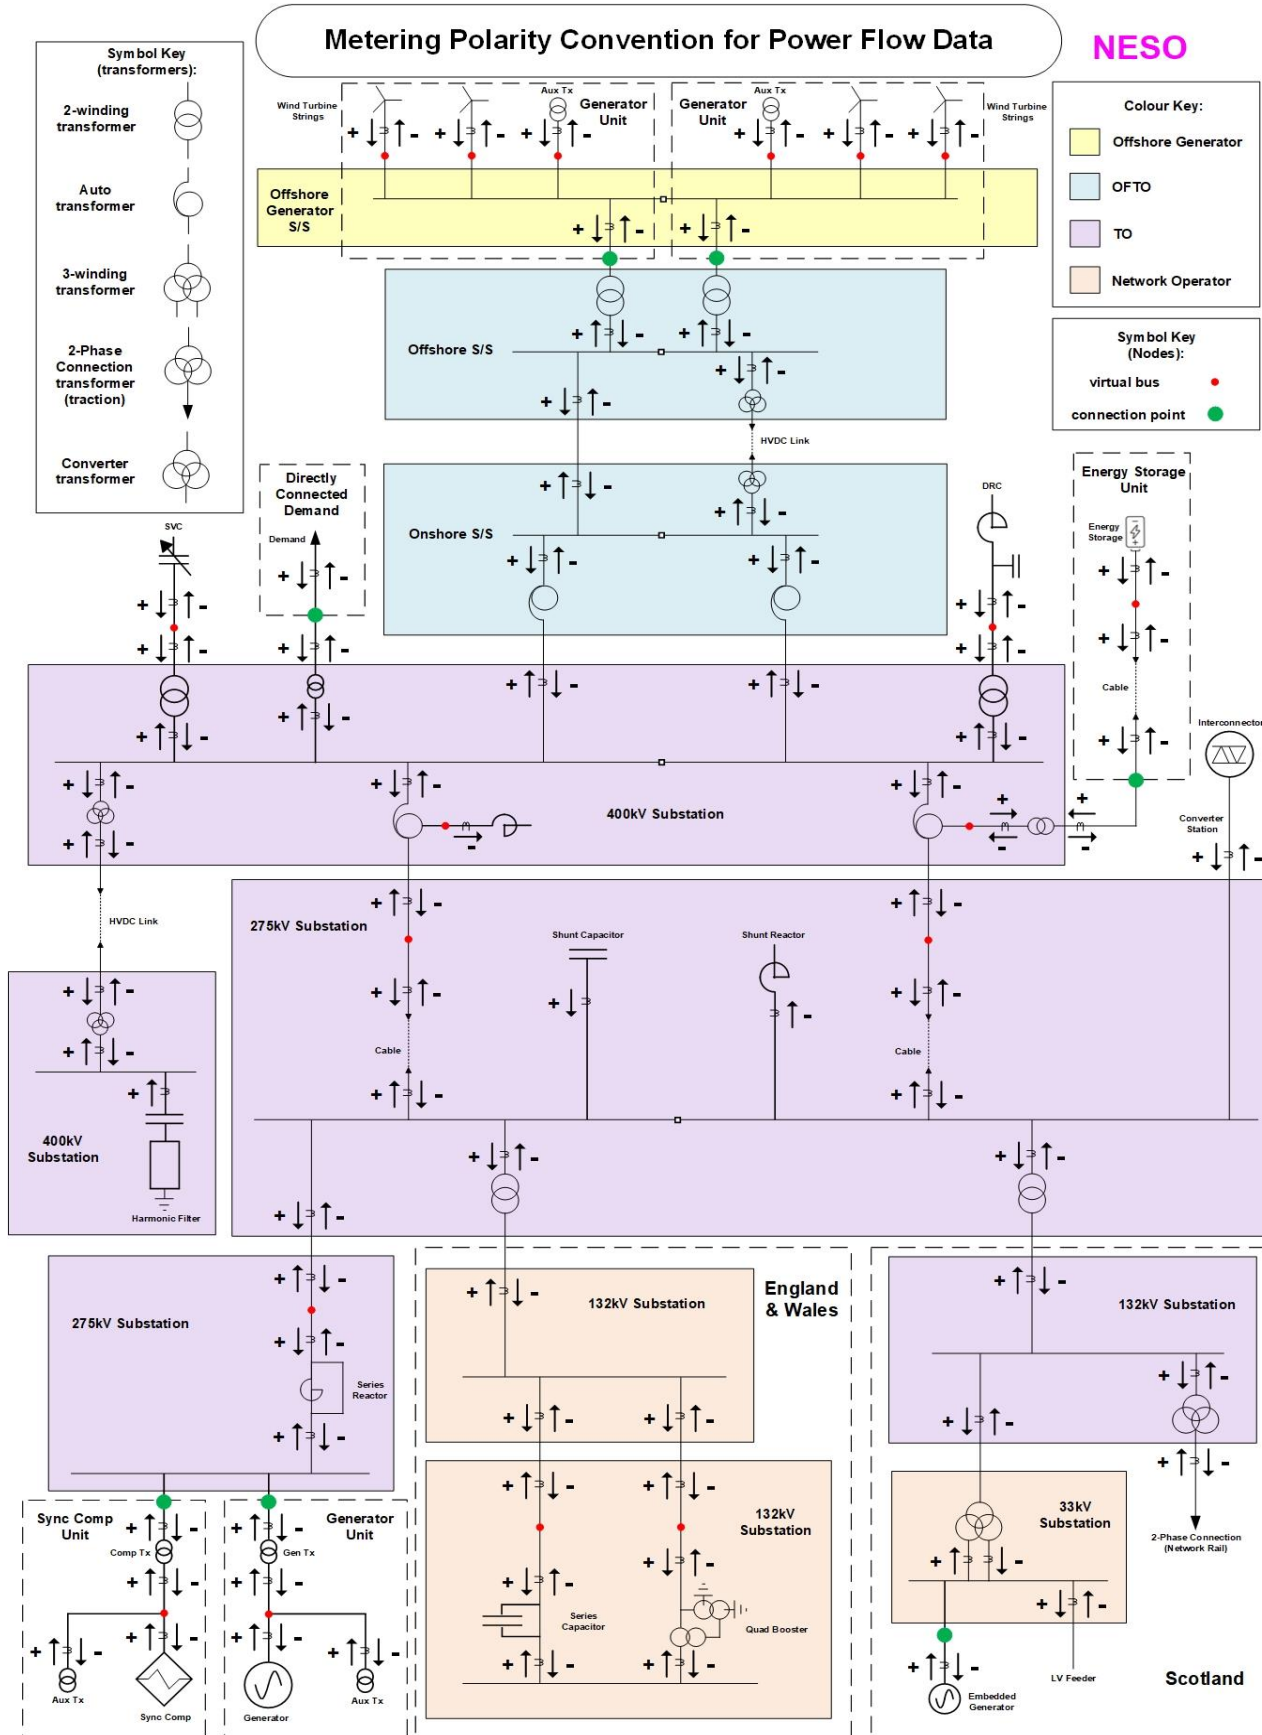 Metering Polarity Convention for Power Flow Data
NESO
Symbol Key
(transformers):
2-winding
transformer
Auto
transformer
3-winding
transformer
2-Phase
Connection
transformer
(traction)
Converter
transformer
Colour Key:
Offshore Generator
OFTO
TO
Network Operator
Symbol Key
(Nodes):
virtual bus
connection point
Wind Turbine
Strings
Aux Tx
Generator
Unit
Generator
Unit
Aux Tx
Wind Turbine
Strings
Offshore
Generator
S/S
Offshore S/S
HVDC Link
Onshore S/S
SVC
Directly
Connected
Demand
Demand
DRC
Energy Storage
Unit
Energy
Storage
Cable
Interconnector
Converter
Station
400kV Substation
HVDC Link
275kV Substation
Shunt Capacitor
Shunt Reactor
Cable
Cable
400kV
Substation
Harmonic Filter
275kV Substation
Series
Reactor
England
& Wales
132kV Substation
132kV
Substation
Series
Capacitor
Quad Booster
132kV Substation
33kV
Substation
2-Phase Connection
(Network Rail)
LV Feeder
Embedded
Generator
Scotland
Sync Comp
Unit
Comp Tx
Aux Tx
Sync Comp
Generator
Unit
Gen Tx
Generator
Aux Tx